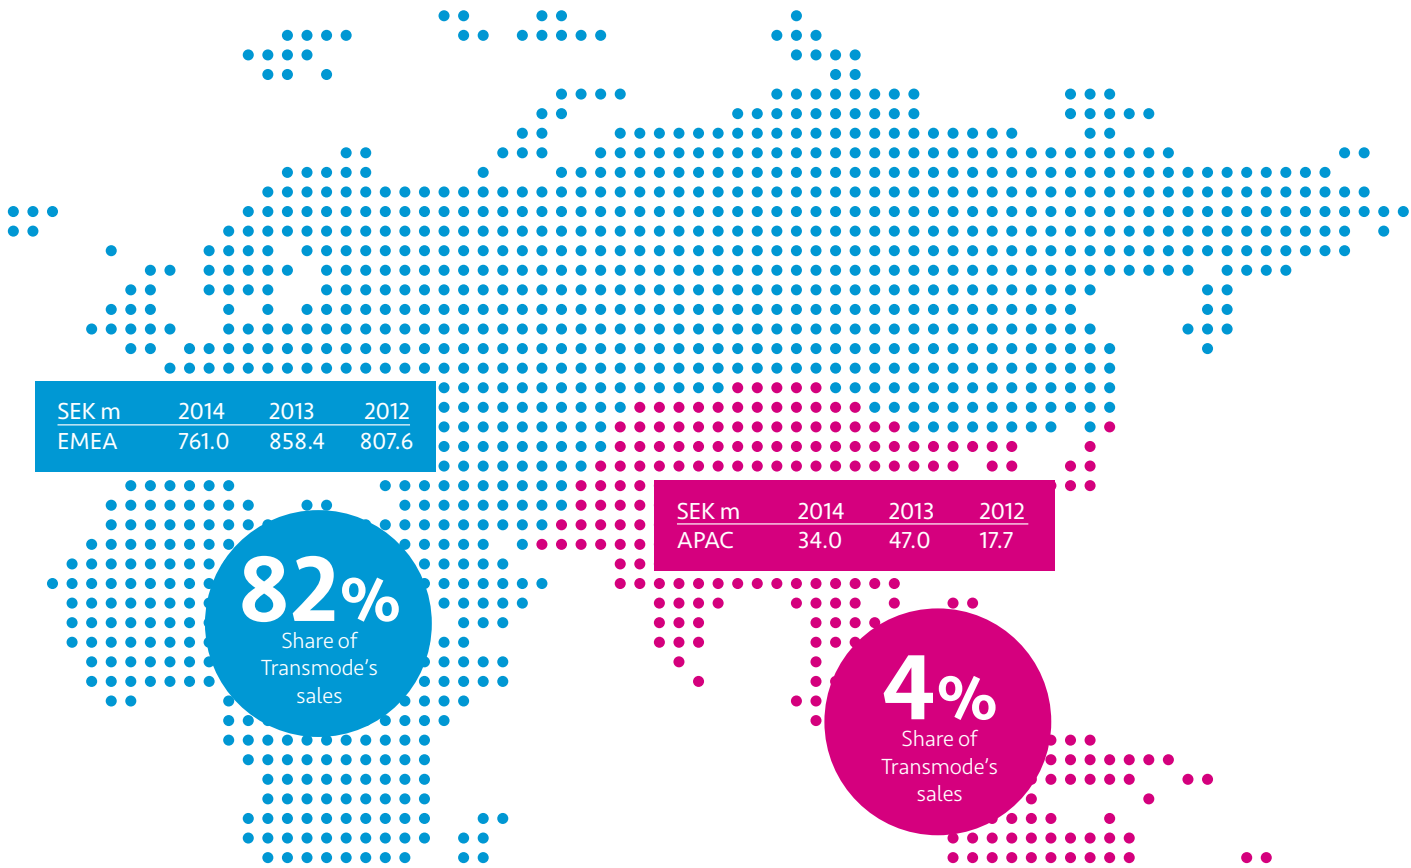 SEK m 2014 2013 2012
EMEA 761.0 858.4 807.6
82%
Share of
Transmode's
sales
SEK m 2014 2013 2012
APAC 34.0 47.0 17.7
4%
Share of
Transmode's
sales